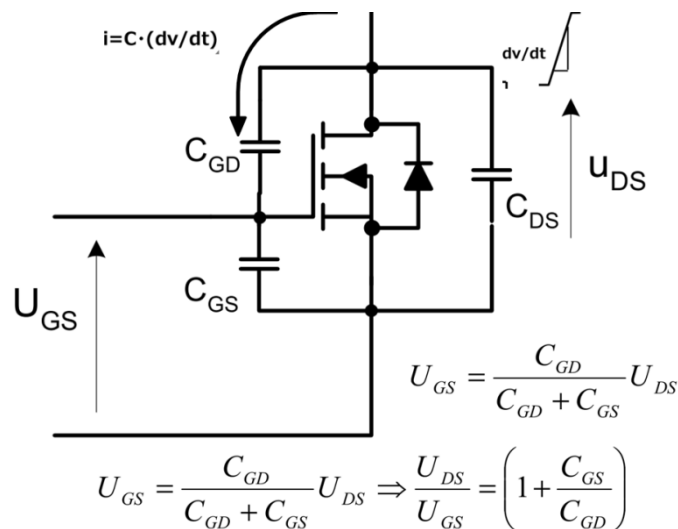 i=C·(dv/dt)
dv/dt
C_GD
u_DS
C_DS
C_GS
U_GS
U_GS = C_GD / (C_GD + C_GS) U_DS
U_GS = C_GD / (C_GD + C_GS) U_DS ⇒ U_DS / U_GS = (1 + C_GS / C_GD)